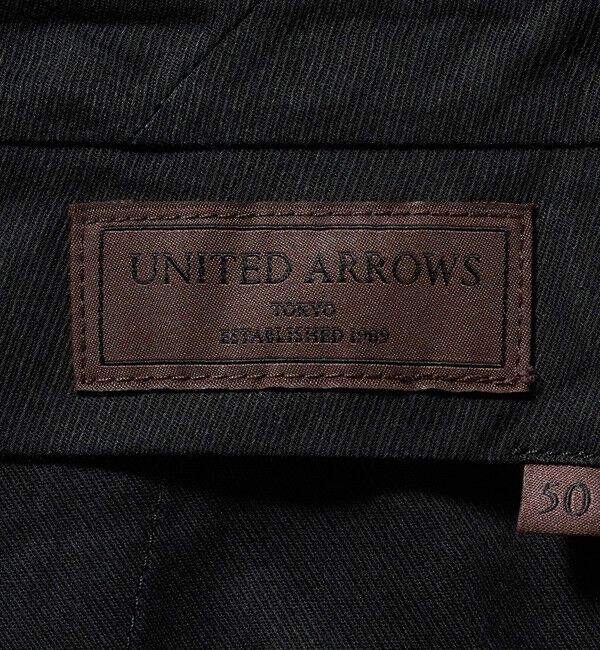 UNITED ARROWS
TOKYO
ESTABLISHED 1989
50